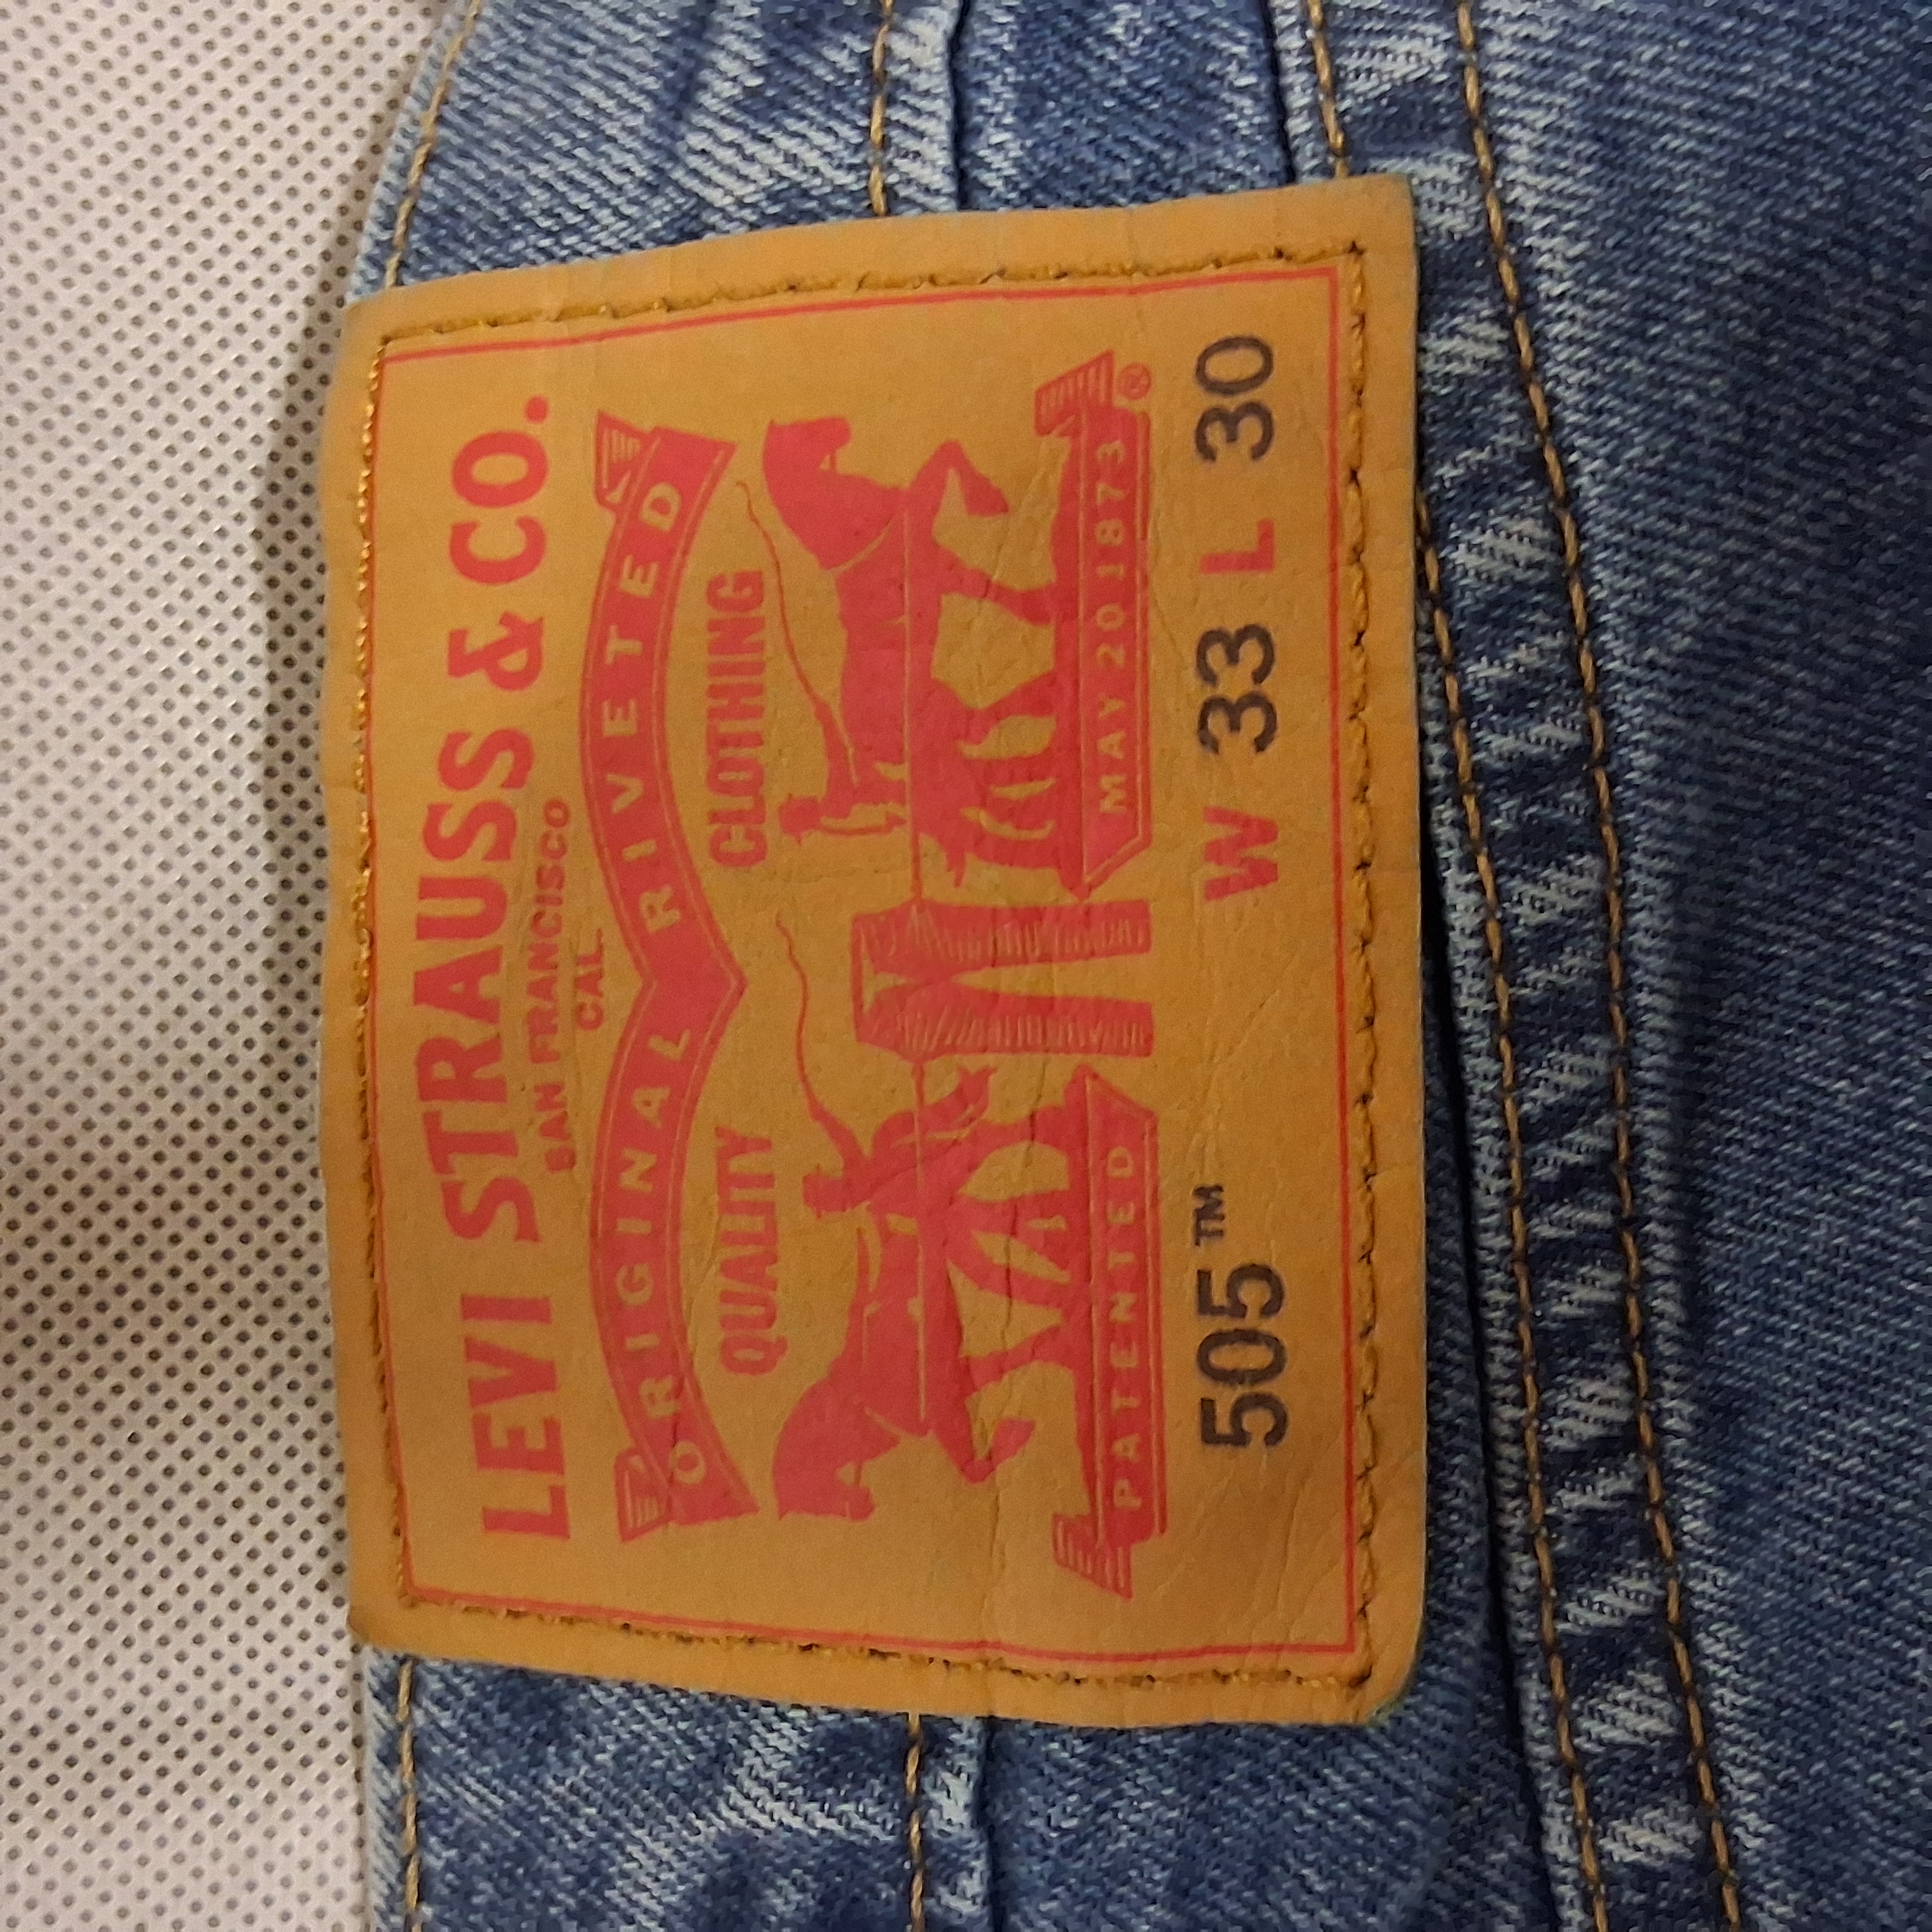 LEVI STRAUSS & CO.
SAN FRANCISCO
CAL.
ORIGINAL RIVETED
QUALITY CLOTHING
PATENTED MAY 20 1873 ®
505™ W 33 L 30